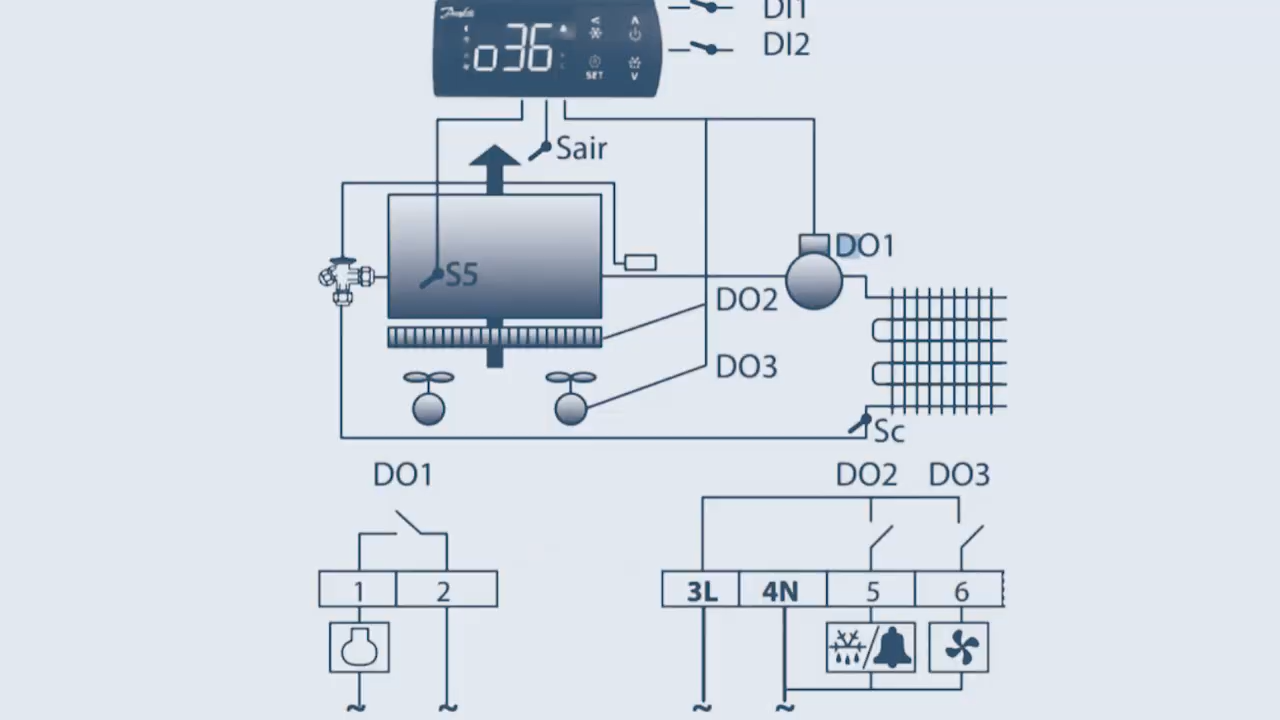 DI1
Danfoss
o36
SET
DI2
Sair
DO1
S5
DO2
DO3
Sc
DO1
DO2 DO3
1 2
3L 4N 5 6